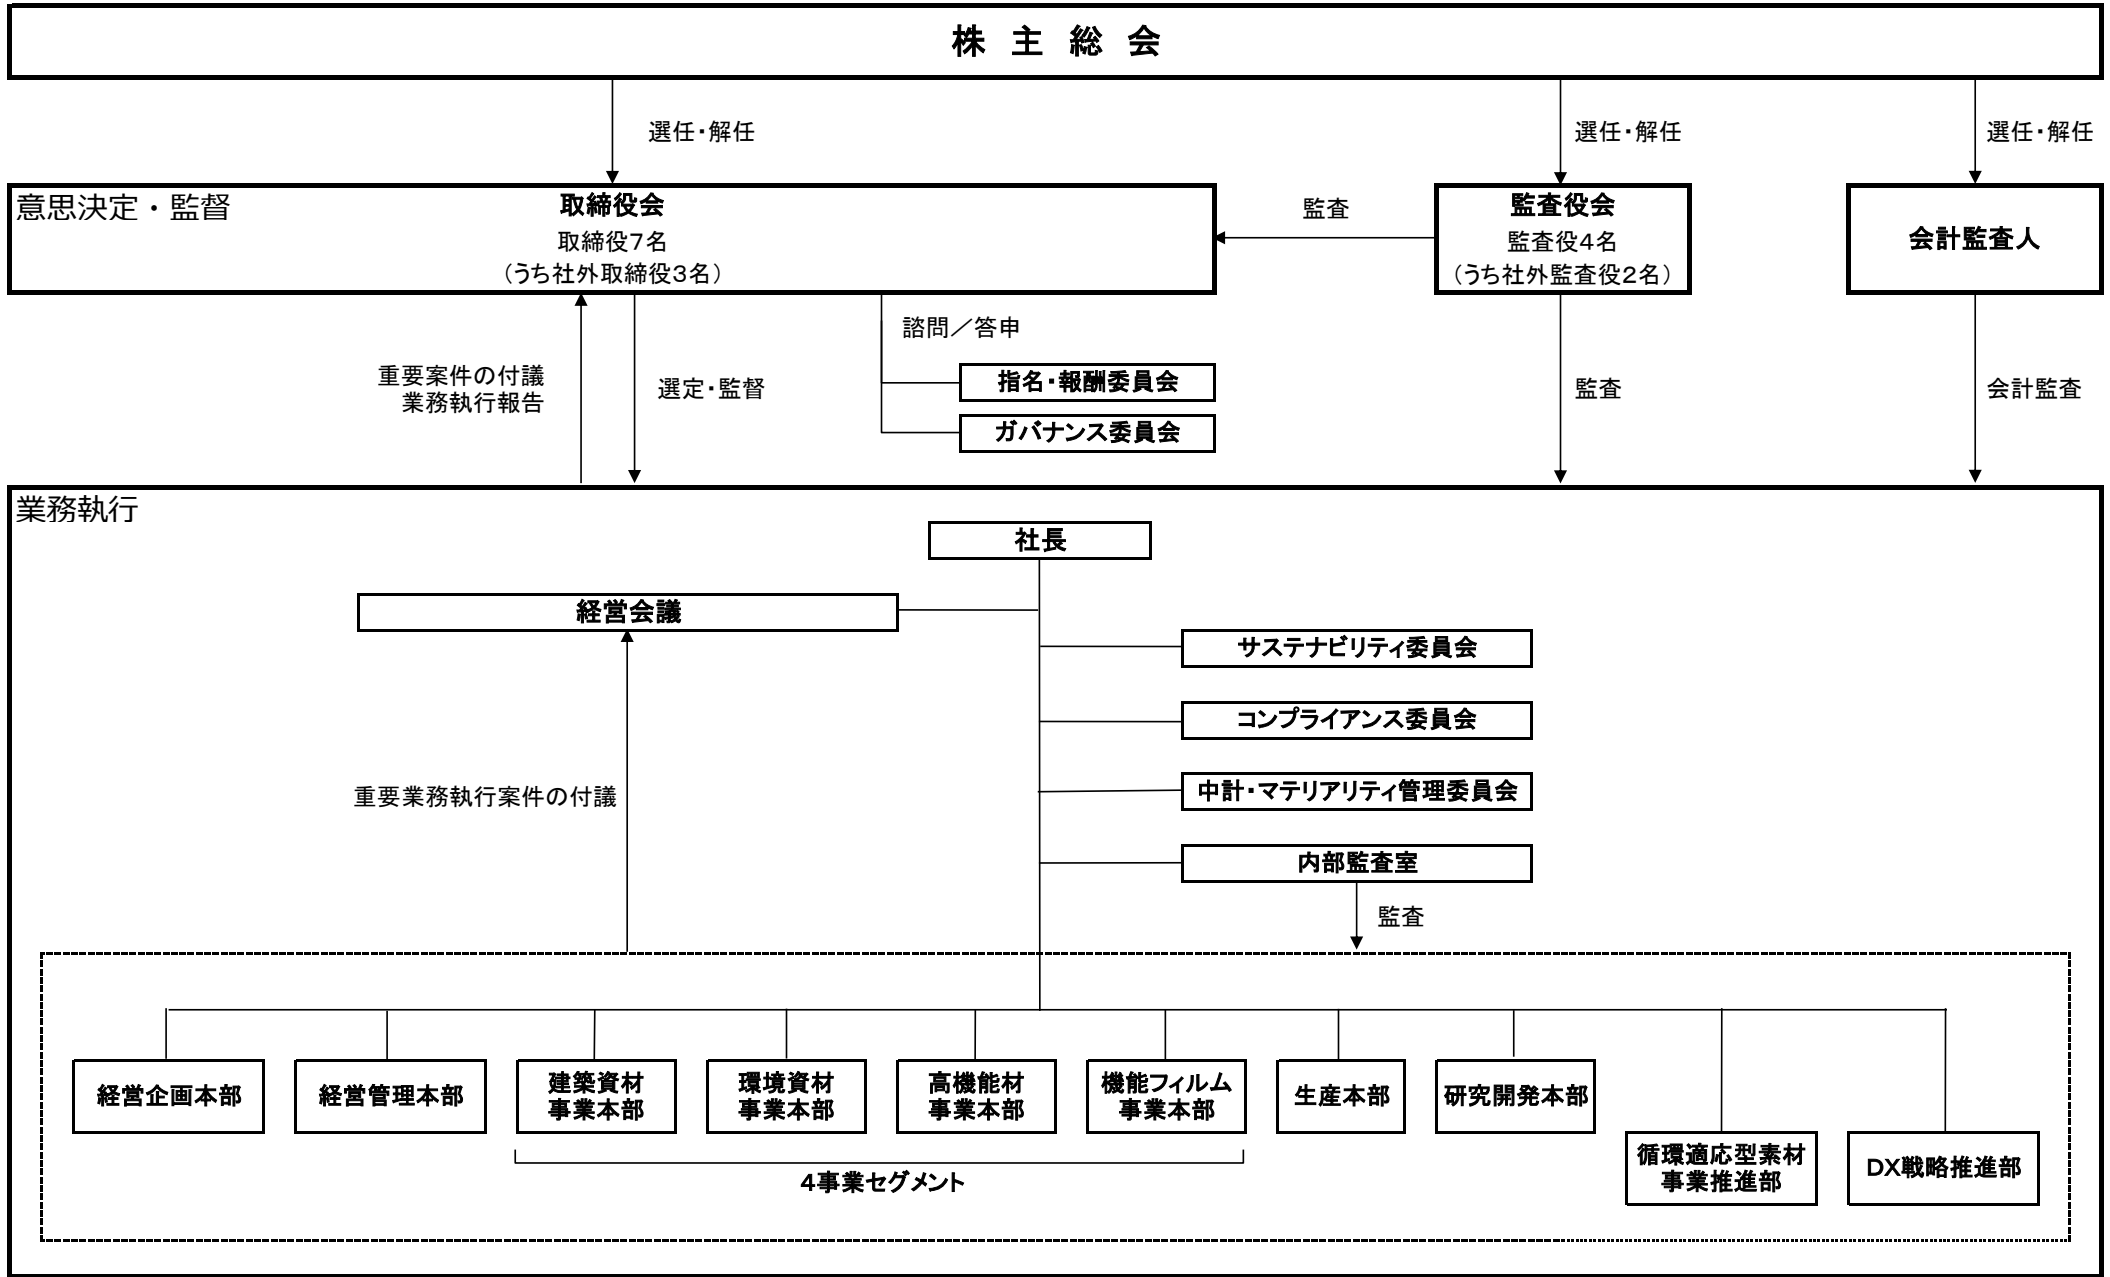 株 主 総 会
選任・解任
選任・解任
選任・解任
意思決定・監督
取締役会
取締役7名
（うち社外取締役3名）
監査
監査役会
監査役4名
（うち社外監査役2名）
会計監査人
諮問／答申
重要案件の付議
業務執行報告
選定・監督
指名・報酬委員会
ガバナンス委員会
監査
会計監査
業務執行
社長
経営会議
サステナビリティ委員会
コンプライアンス委員会
重要業務執行案件の付議
中計・マテリアリティ管理委員会
内部監査室
監査
経営企画本部
経営管理本部
建築資材
事業本部
環境資材
事業本部
高機能材
事業本部
機能フィルム
事業本部
生産本部
研究開発本部
循環適応型素材
事業推進部
DX戦略推進部
4事業セグメント